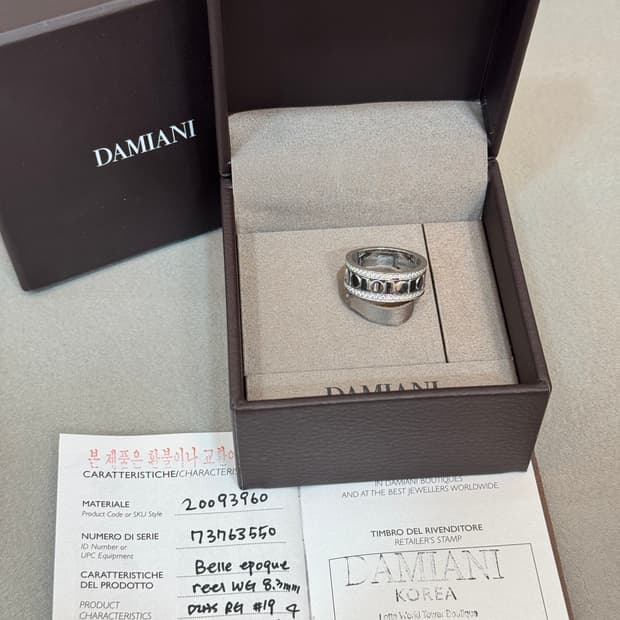 DAMIANI
DAMIANI
본 제품은 환불이나 교환이
CARATTERISTICHE/CHARACTERIS
MATERIALE 20093960
Product Code or SKU Style
NUMERO DI SERIE 73763550
ID Number or
UPC Equipment
CARATTERISTICHE Belle epoque
DEL PRODOTTO reel WG 8.3mm
PRODUCT
CHARACTERISTICS RG #19
IN DAMIANI BOUTIQUES
AND AT THE BEST JEWELLERS WORLDWIDE.
TIMBRO DEL RIVENDITORE
RETAILER'S STAMP
DAMIANI
KOREA
Lotte World Tower Boutique